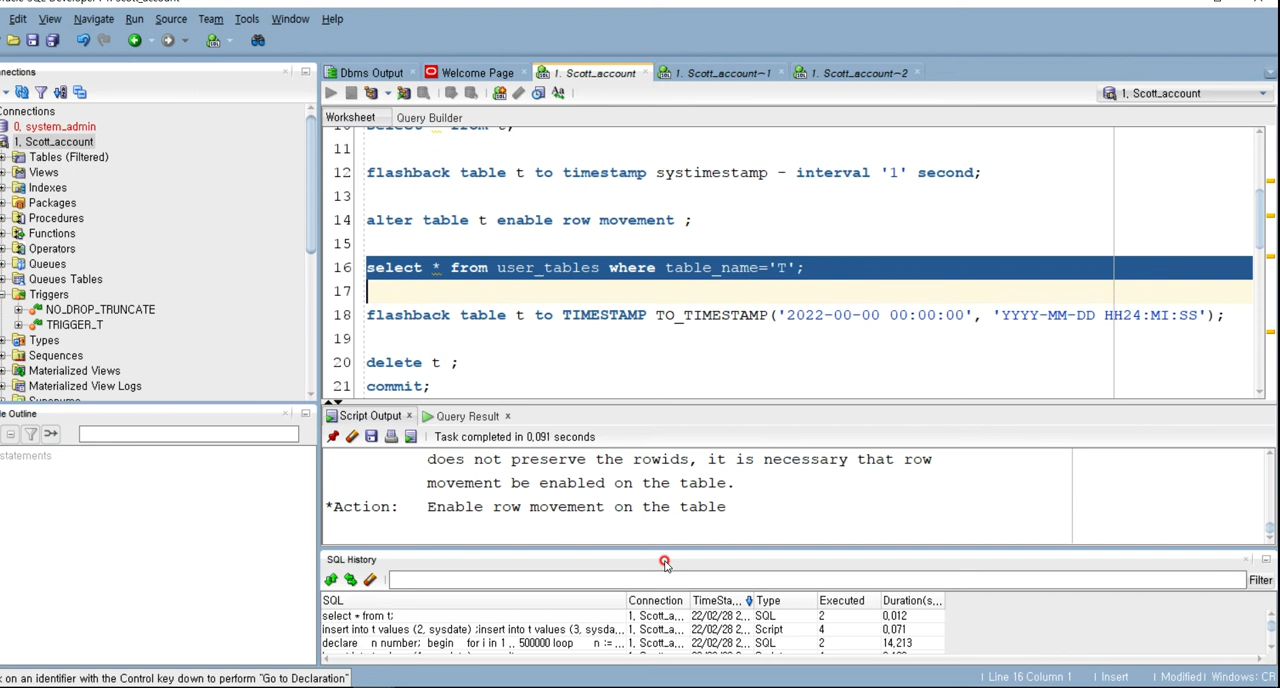 Edit View Navigate Run Source Team Tools Window Help
Dbms Output Welcome Page 1. Scott_account 1. Scott_account~1 1. Scott_account~2
1. Scott_account
Worksheet Query Builder
11
12 flashback table t to timestamp systimestamp - interval '1' second;
13
14 alter table t enable row movement ;
15
16 select * from user_tables where table_name='T';
17
18 flashback table t to TIMESTAMP TO_TIMESTAMP('2022-00-00 00:00:00', 'YYYY-MM-DD HH24:MI:SS');
19
20 delete t ;
21 commit;
nnections
onnections
0. system_admin
1. Scott_account
Tables (Filtered)
Views
Indexes
Packages
Procedures
Functions
Operators
Queues
Queues Tables
Triggers
NO_DROP_TRUNCATE
TRIGGER_T
Types
Sequences
Materialized Views
Materialized View Logs
le Outline
statements
Script Output Query Result
Task completed in 0,091 seconds
does not preserve the rowids, it is necessary that row
movement be enabled on the table.
*Action: Enable row movement on the table
SQL History
Filter
SQL Connection TimeSta... Type Executed Duration(s...
select * from t; 1, Scott_a... 22/02/28 2... SQL 2 0,012
insert into t values (2, sysdate) ;insert into t values (3, sysda... 1, Scott_a... 22/02/28 2... Script 4 0,071
declare n number; begin for i in 1 .. 500000 loop n := ... 1, Scott_a... 22/02/28 2... SQL 2 14,213
on an identifier with the Control key down to perform "Go to Declaration"
Line 16 Column 1 Insert Modified Windows: CR